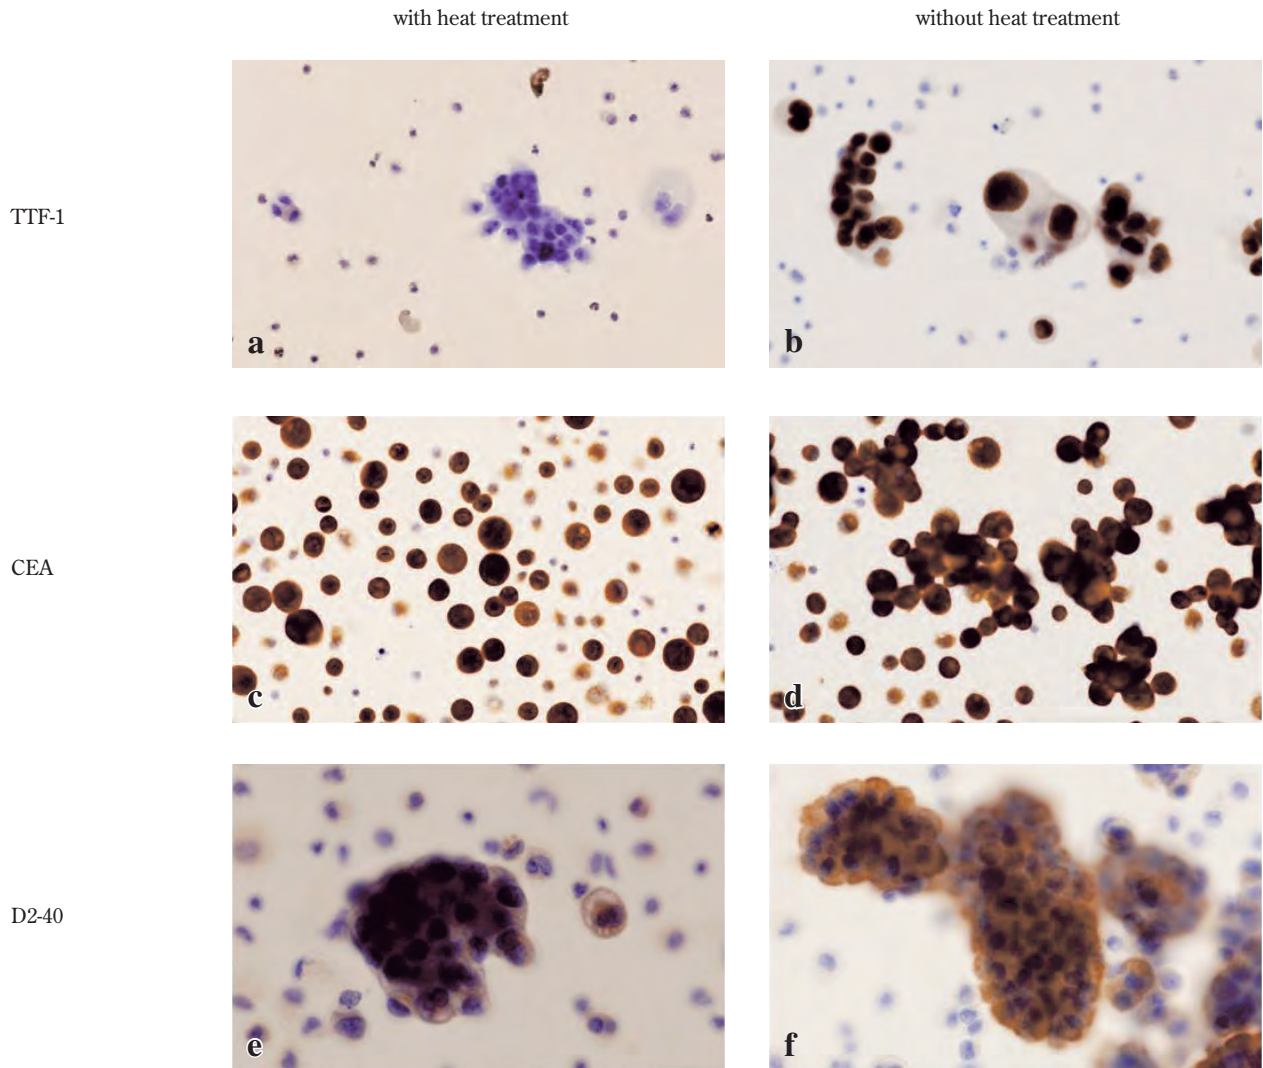 with heat treatment
without heat treatment
TTF-1
a
b
CEA
c
d
D2-40
e
f